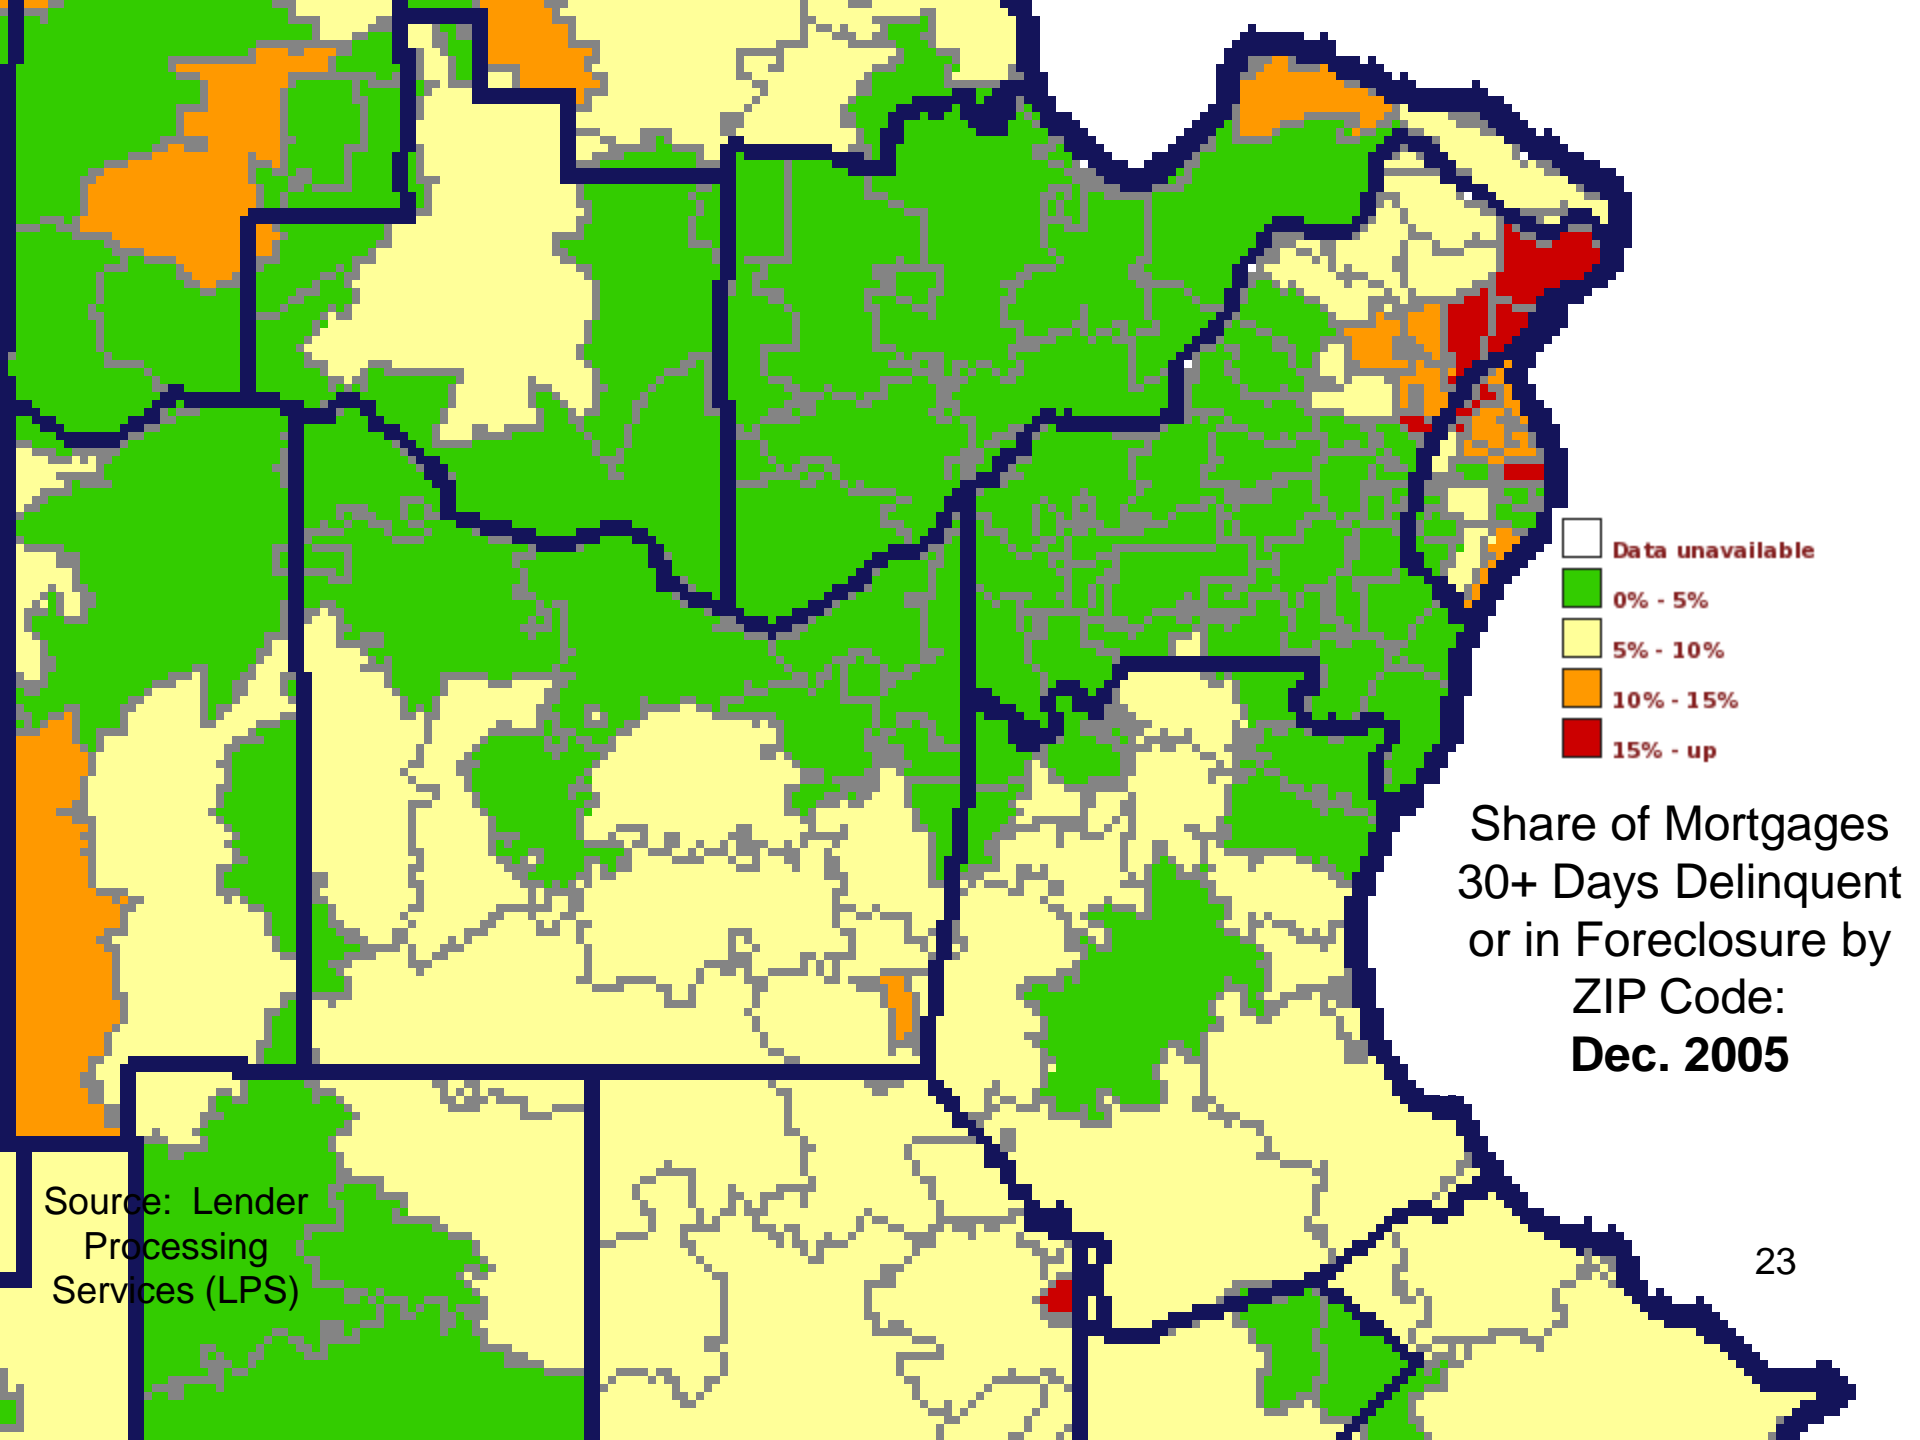 Data unavailable
0% - 5%
5% - 10%
10% - 15%
15% - up
Share of Mortgages
30+ Days Delinquent
or in Foreclosure by
ZIP Code:
Dec. 2005
Source: Lender
Processing
Services (LPS)
23